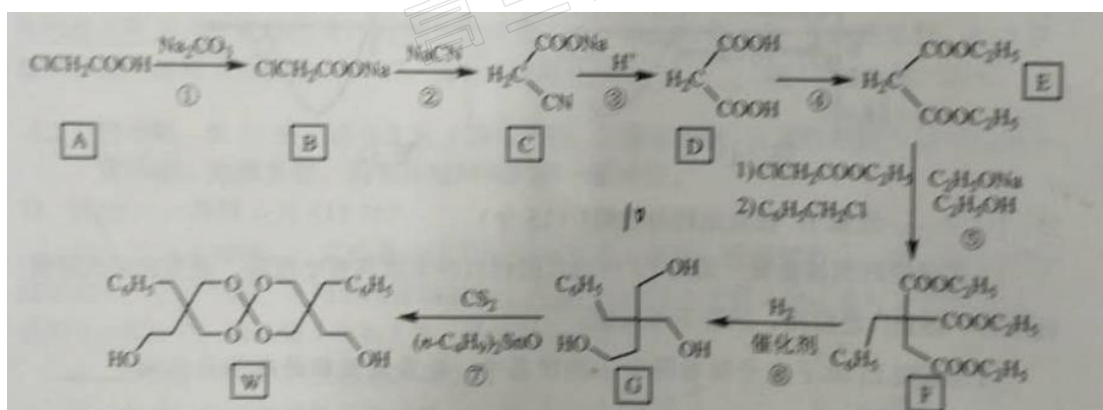 ClCH₂COOH Na₂CO₃ ① ClCH₂COONa NaCN ② H₂C COONa CN H⁺ ③ H₂C COOH COOH ④ H₂C COOC₂H₅ COOC₂H₅ E
A B C D
1)ClCH₂COOC₂H₅ C₂H₅ONa
2)C₆H₅CH₂Cl C₂H₅OH
⑤
C₆H₅ O O C₆H₅ CS₂ C₆H₅ OH H₂ COOC₂H₅
O O (n-C₄H₉)₂SnO HO OH 催化剂 COOC₂H₅
HO OH ⑦ ⑥ C₆H₅ COOC₂H₅
W G F